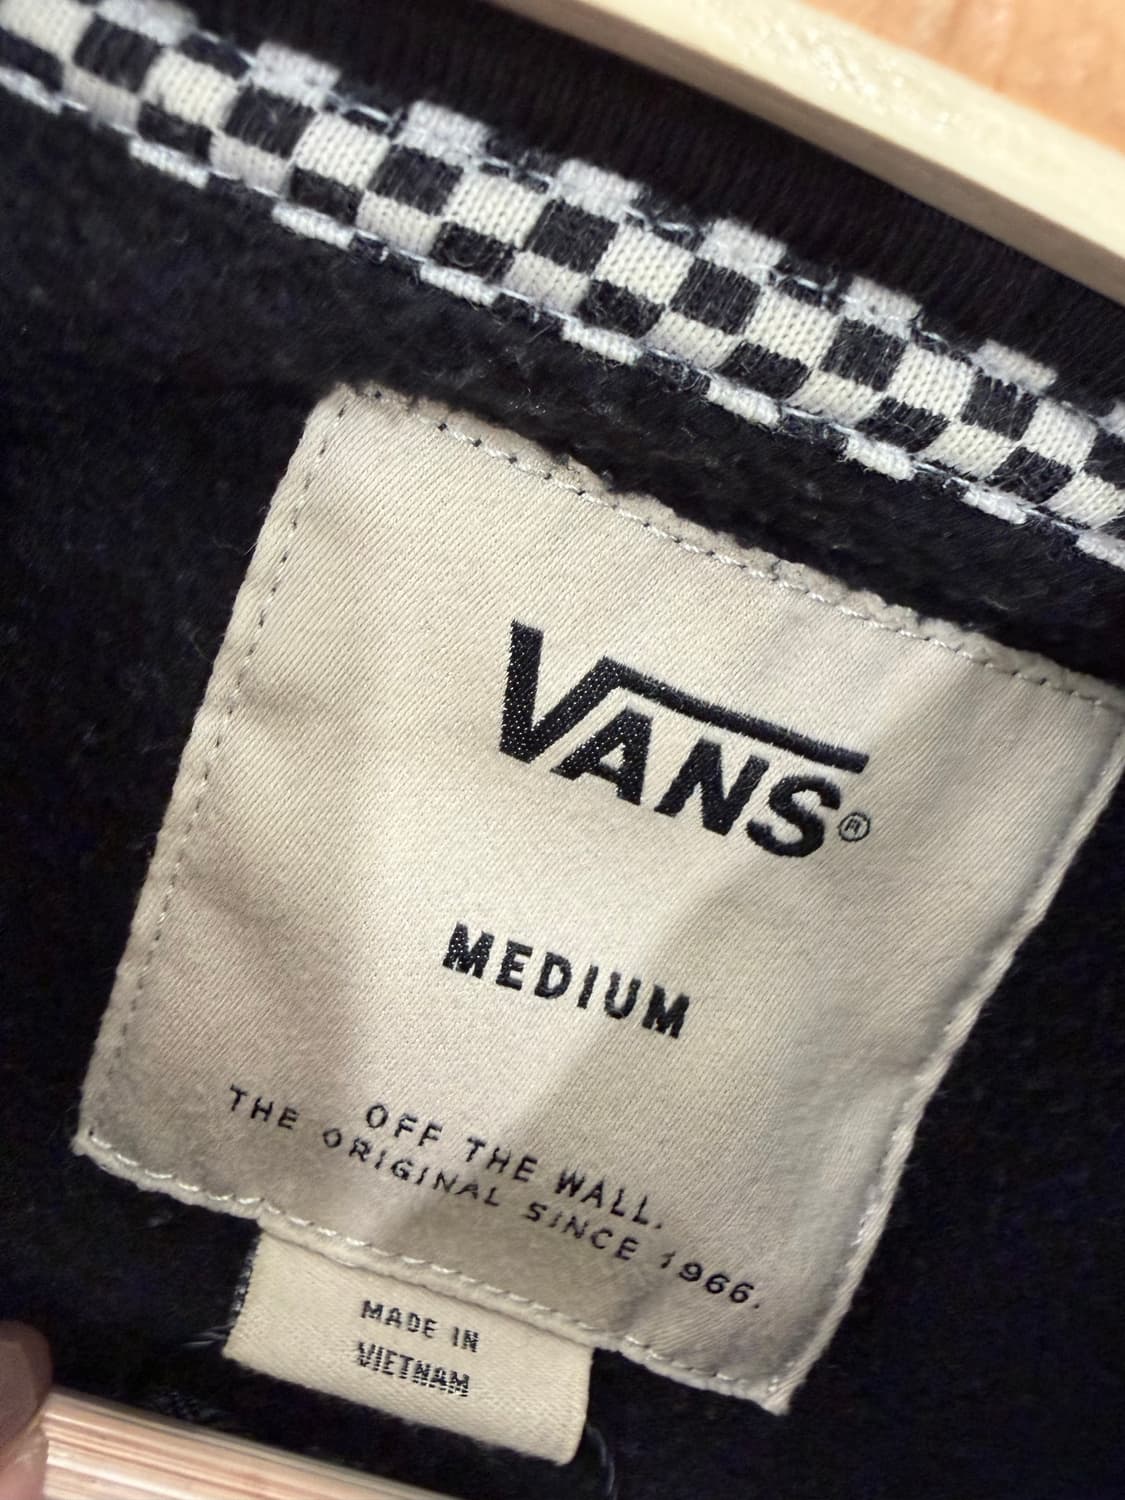 VANS®
MEDIUM
OFF THE WALL.
THE ORIGINAL SINCE 1966.
MADE IN
VIETNAM